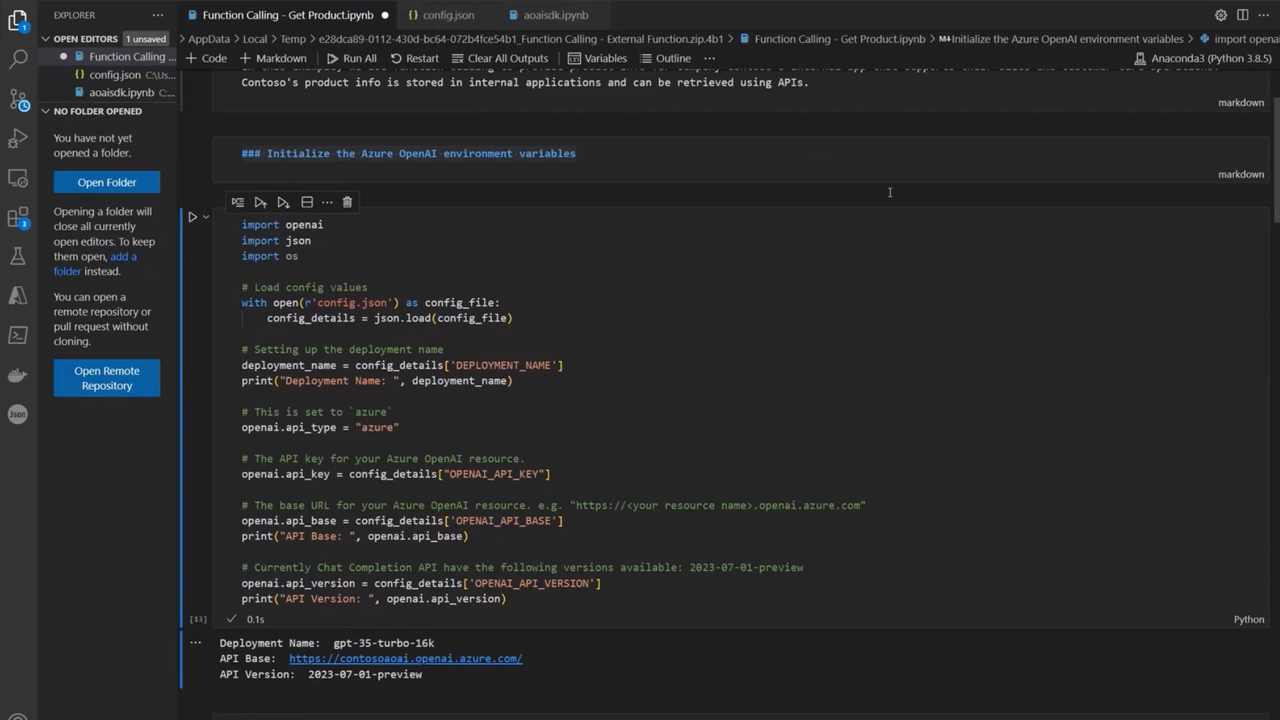 EXPLORER
OPEN EDITORS 1 unsaved
Function Calling ...
config.json C:\Us...
aoaisdk.ipynb C:...
NO FOLDER OPENED
You have not yet
opened a folder.
Open Folder
Opening a folder will
close all currently
open editors. To keep
them open, add a
folder instead.
You can open a
remote repository or
pull request without
cloning.
Open Remote
Repository
1
3
Json
Function Calling - Get Product.ipynb
config.json
aoaisdk.ipynb
AppData > Local > Temp > e28dca89-0112-430d-bc64-072b4fce54b1_Function Calling - External Function.zip.4b1 > Function Calling - Get Product.ipynb > Initialize the Azure OpenAI environment variables > import opena
+ Code + Markdown Run All Restart Clear All Outputs Variables Outline ... Anaconda3 (Python 3.8.5)
Contoso's product info is stored in internal applications and can be retrieved using APIs.
markdown
### Initialize the Azure OpenAI environment variables
markdown
import openai
import json
import os
# Load config values
with open(r'config.json') as config_file:
config_details = json.load(config_file)
# Setting up the deployment name
deployment_name = config_details['DEPLOYMENT_NAME']
print("Deployment Name: ", deployment_name)
# This is set to `azure`
openai.api_type = "azure"
# The API key for your Azure OpenAI resource.
openai.api_key = config_details["OPENAI_API_KEY"]
# The base URL for your Azure OpenAI resource. e.g. "https://<your resource name>.openai.azure.com"
openai.api_base = config_details['OPENAI_API_BASE']
print("API Base: ", openai.api_base)
# Currently Chat Completion API have the following versions available: 2023-07-01-preview
openai.api_version = config_details['OPENAI_API_VERSION']
print("API Version: ", openai.api_version)
[13] 0.1s Python
Deployment Name: gpt-35-turbo-16k
API Base: https://contosoaoai.openai.azure.com/
API Version: 2023-07-01-preview